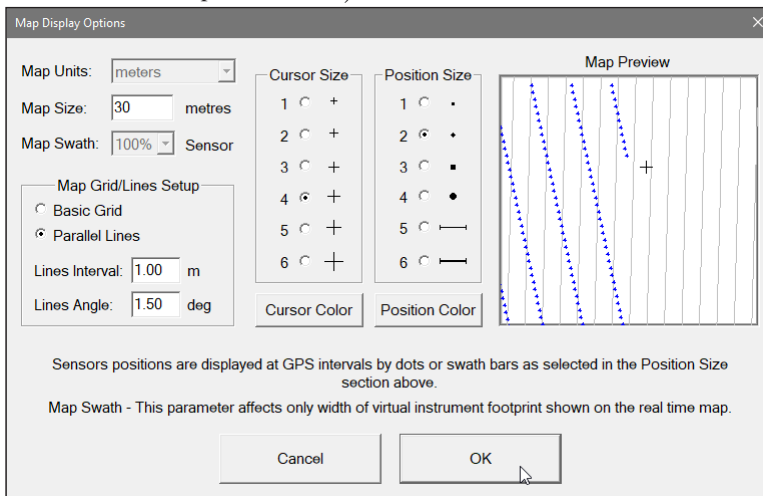 Map Display Options
Map Units: meters
Map Size: 30 metres
Map Swath: 100% Sensor
Map Grid/Lines Setup
Basic Grid
Parallel Lines
Lines Interval: 1.00 m
Lines Angle: 1.50 deg
Cursor Size
1
2
3
4
5
6
Cursor Color
Position Size
1
2
3
4
5
6
Position Color
Map Preview
Sensors positions are displayed at GPS intervals by dots or swath bars as selected in the Position Size
section above.
Map Swath - This parameter affects only width of virtual instrument footprint shown on the real time map.
Cancel
OK